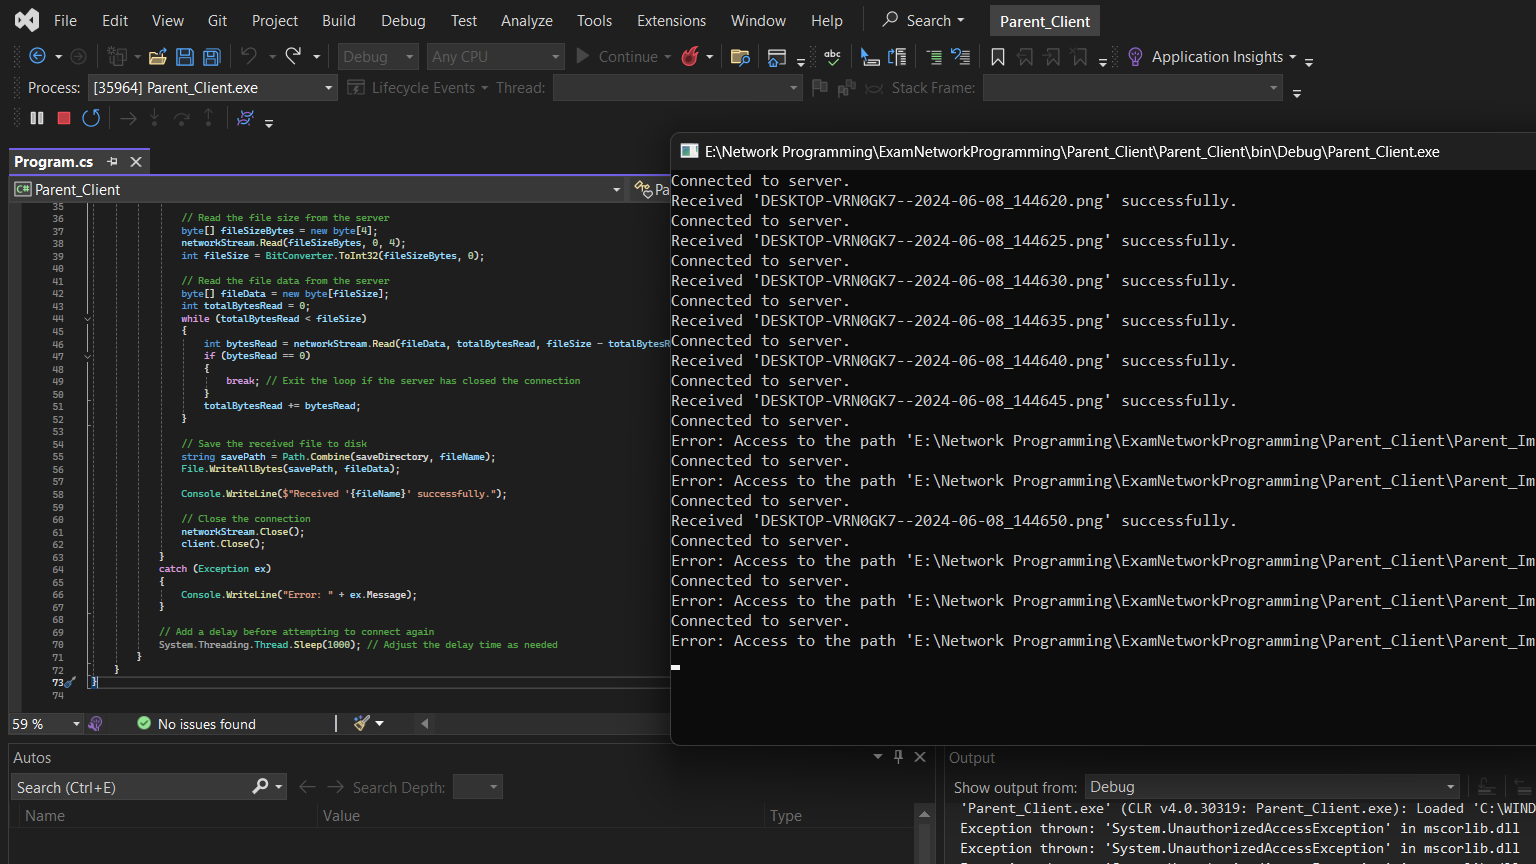 File Edit View Git Project Build Debug Test Analyze Tools Extensions Window Help Search Parent_Client
Debug Any CPU Continue abc Application Insights
Process: [35964] Parent_Client.exe Lifecycle Events Thread: Stack Frame:
Program.cs
C# Parent_Client Pa
35
36 // Read the file size from the server
37 byte[] fileSizeBytes = new byte[4];
38 networkStream.Read(fileSizeBytes, 0, 4);
39 int fileSize = BitConverter.ToInt32(fileSizeBytes, 0);
40
41 // Read the file data from the server
42 byte[] fileData = new byte[fileSize];
43 int totalBytesRead = 0;
44 while (totalBytesRead < fileSize)
45 {
46 int bytesRead = networkStream.Read(fileData, totalBytesRead, fileSize - totalBytesR
47 if (bytesRead == 0)
48 {
49 break; // Exit the loop if the server has closed the connection
50 }
51 totalBytesRead += bytesRead;
52 }
53
54 // Save the received file to disk
55 string savePath = Path.Combine(saveDirectory, fileName);
56 File.WriteAllBytes(savePath, fileData);
57
58 Console.WriteLine($"Received '{fileName}' successfully.");
59
60 // Close the connection
61 networkStream.Close();
62 client.Close();
63 }
64 catch (Exception ex)
65 {
66 Console.WriteLine("Error: " + ex.Message);
67 }
68
69 // Add a delay before attempting to connect again
70 System.Threading.Thread.Sleep(1000); // Adjust the delay time as needed
71 }
72 }
73 }
74
59 % No issues found
E:\Network Programming\ExamNetworkProgramming\Parent_Client\Parent_Client\bin\Debug\Parent_Client.exe
Connected to server.
Received 'DESKTOP-VRN0GK7--2024-06-08_144620.png' successfully.
Connected to server.
Received 'DESKTOP-VRN0GK7--2024-06-08_144625.png' successfully.
Connected to server.
Received 'DESKTOP-VRN0GK7--2024-06-08_144630.png' successfully.
Connected to server.
Received 'DESKTOP-VRN0GK7--2024-06-08_144635.png' successfully.
Connected to server.
Received 'DESKTOP-VRN0GK7--2024-06-08_144640.png' successfully.
Connected to server.
Received 'DESKTOP-VRN0GK7--2024-06-08_144645.png' successfully.
Connected to server.
Error: Access to the path 'E:\Network Programming\ExamNetworkProgramming\Parent_Client\Parent_Im
Connected to server.
Error: Access to the path 'E:\Network Programming\ExamNetworkProgramming\Parent_Client\Parent_Im
Connected to server.
Received 'DESKTOP-VRN0GK7--2024-06-08_144650.png' successfully.
Connected to server.
Error: Access to the path 'E:\Network Programming\ExamNetworkProgramming\Parent_Client\Parent_Im
Connected to server.
Error: Access to the path 'E:\Network Programming\ExamNetworkProgramming\Parent_Client\Parent_Im
Connected to server.
Error: Access to the path 'E:\Network Programming\ExamNetworkProgramming\Parent_Client\Parent_Im
Autos
Search (Ctrl+E) Search Depth:
Name Value Type
Output
Show output from: Debug
'Parent_Client.exe' (CLR v4.0.30319: Parent_Client.exe): Loaded 'C:\WIND
Exception thrown: 'System.UnauthorizedAccessException' in mscorlib.dll
Exception thrown: 'System.UnauthorizedAccessException' in mscorlib.dll